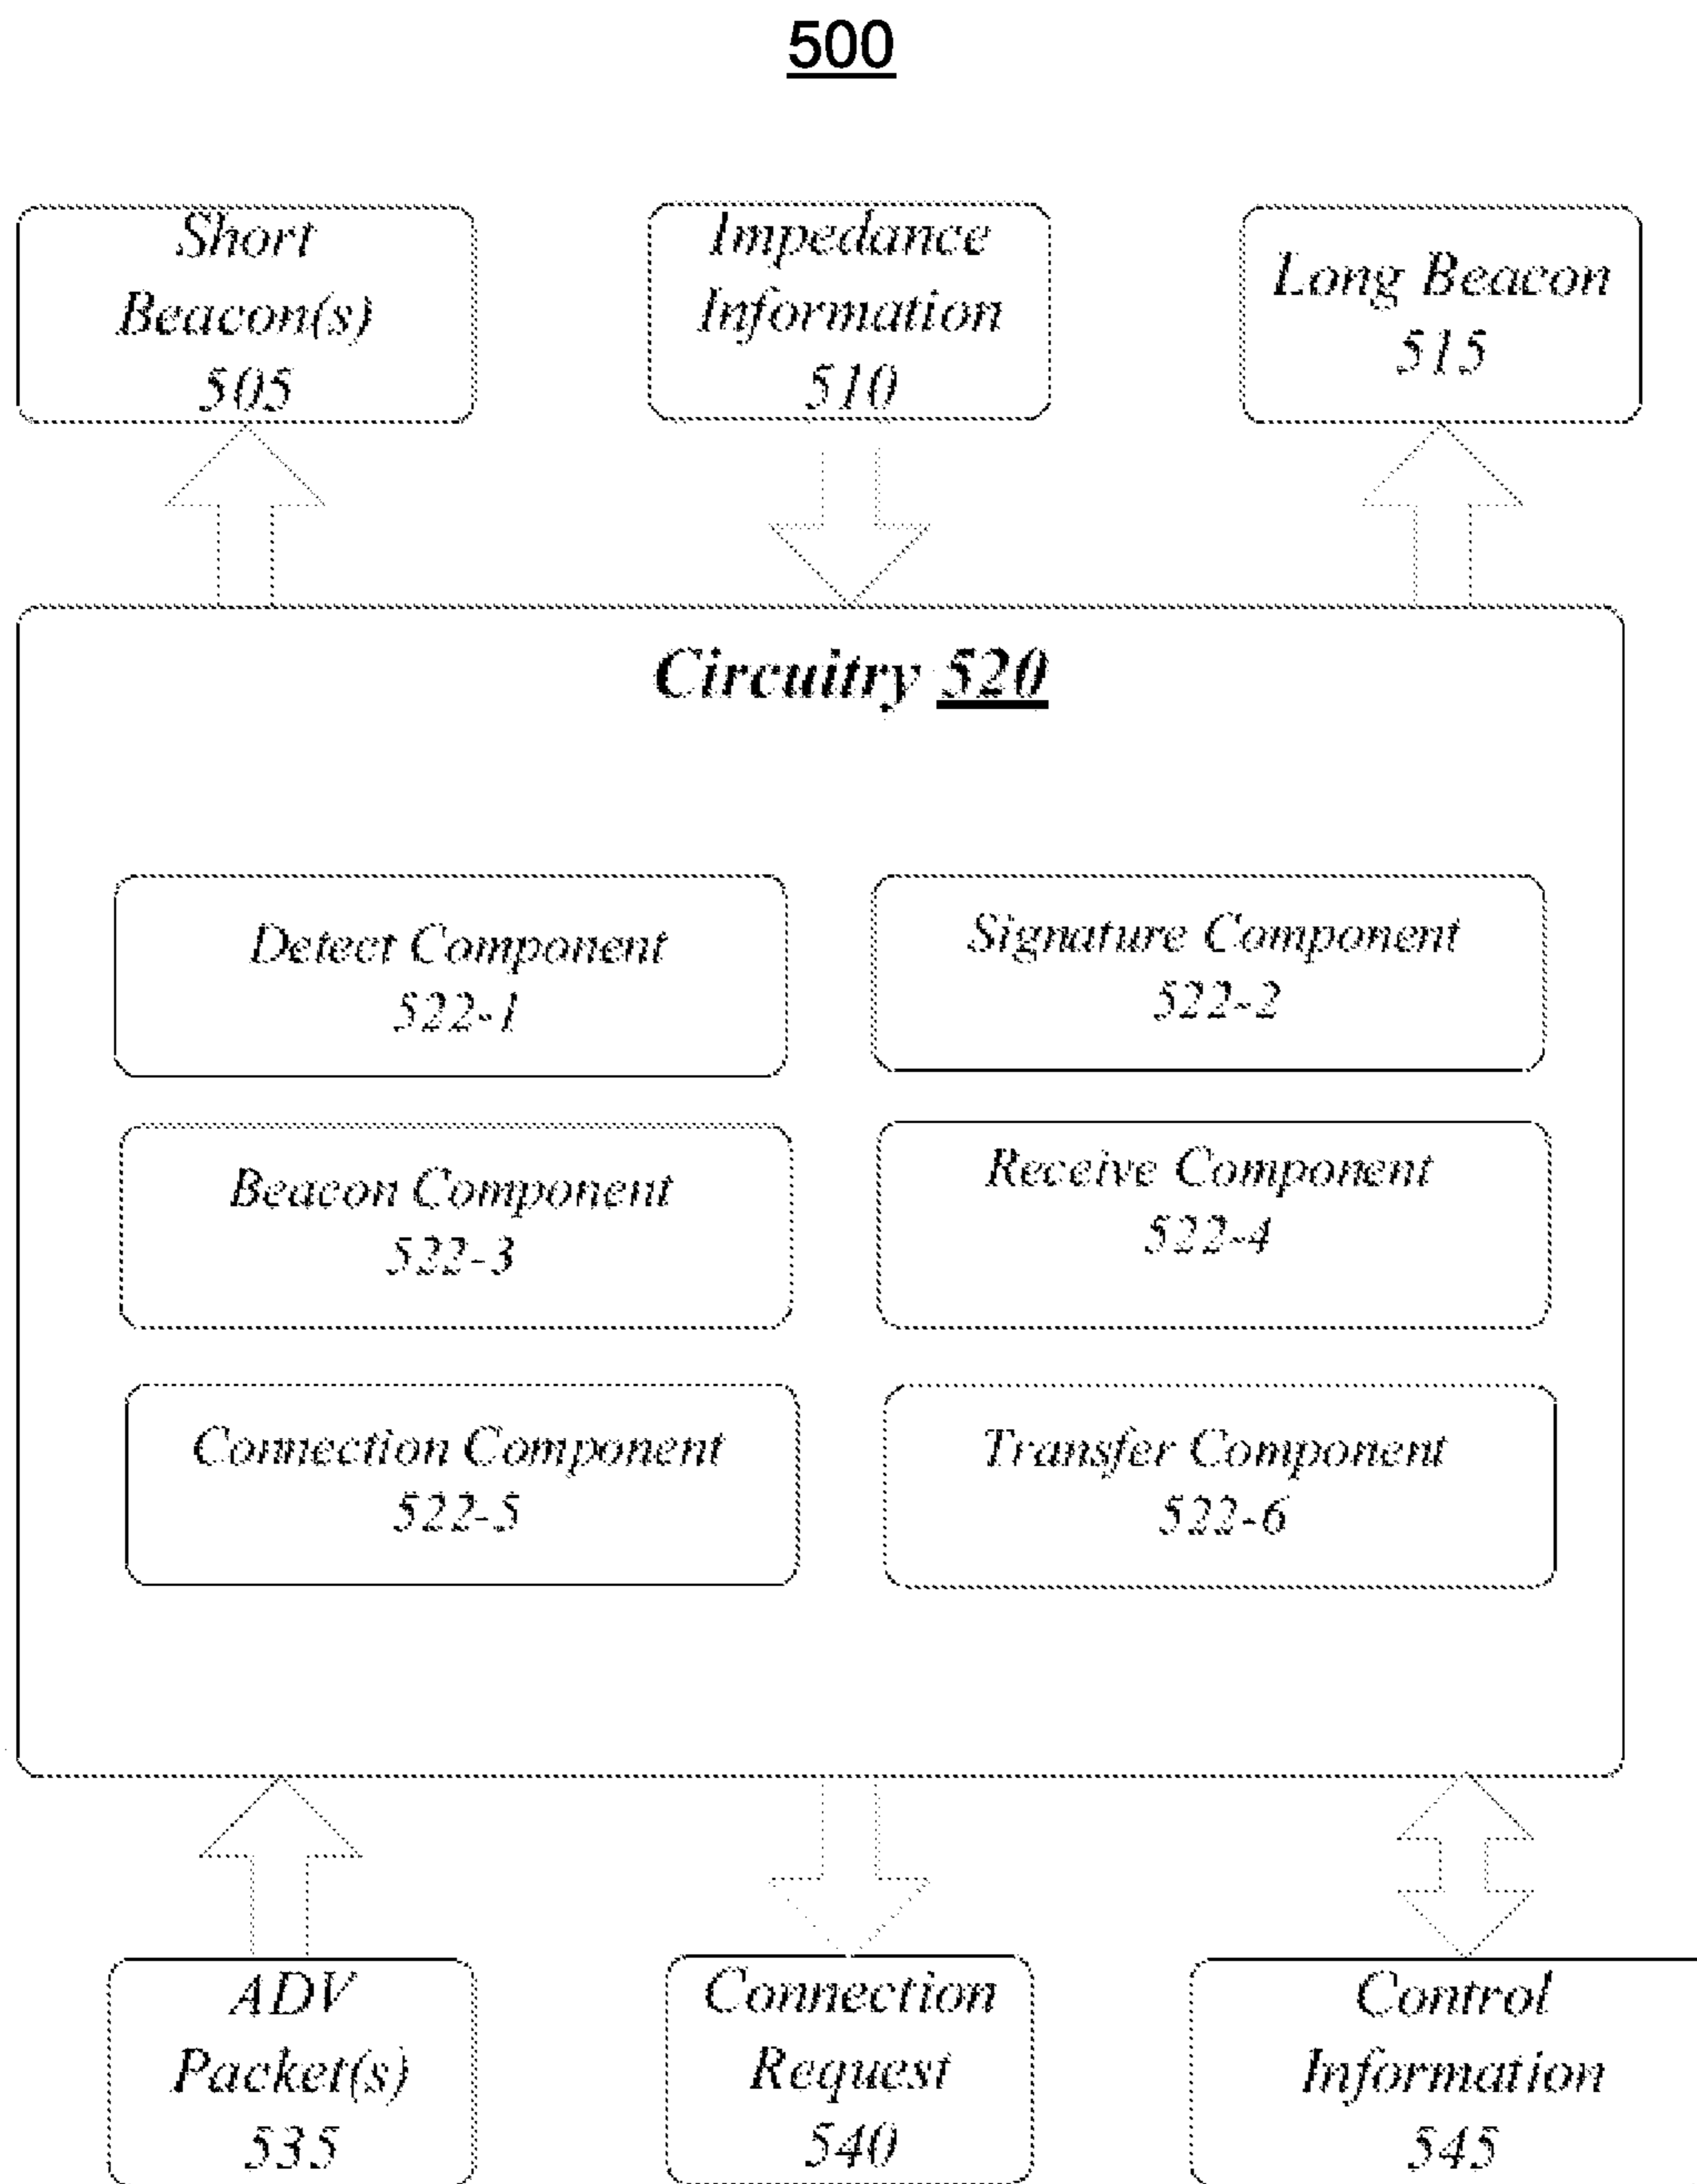 500
Short
Beacon(s)
505
Impedance
Information
510
Long Beacon
515
Circuitry 520
Detect Component
522-1
Signature Component
522-2
Beacon Component
522-3
Receive Component
522-4
Connection Component
522-5
Transfer Component
522-6
ADV
Packet(s)
535
Connection
Request
540
Control
Information
545